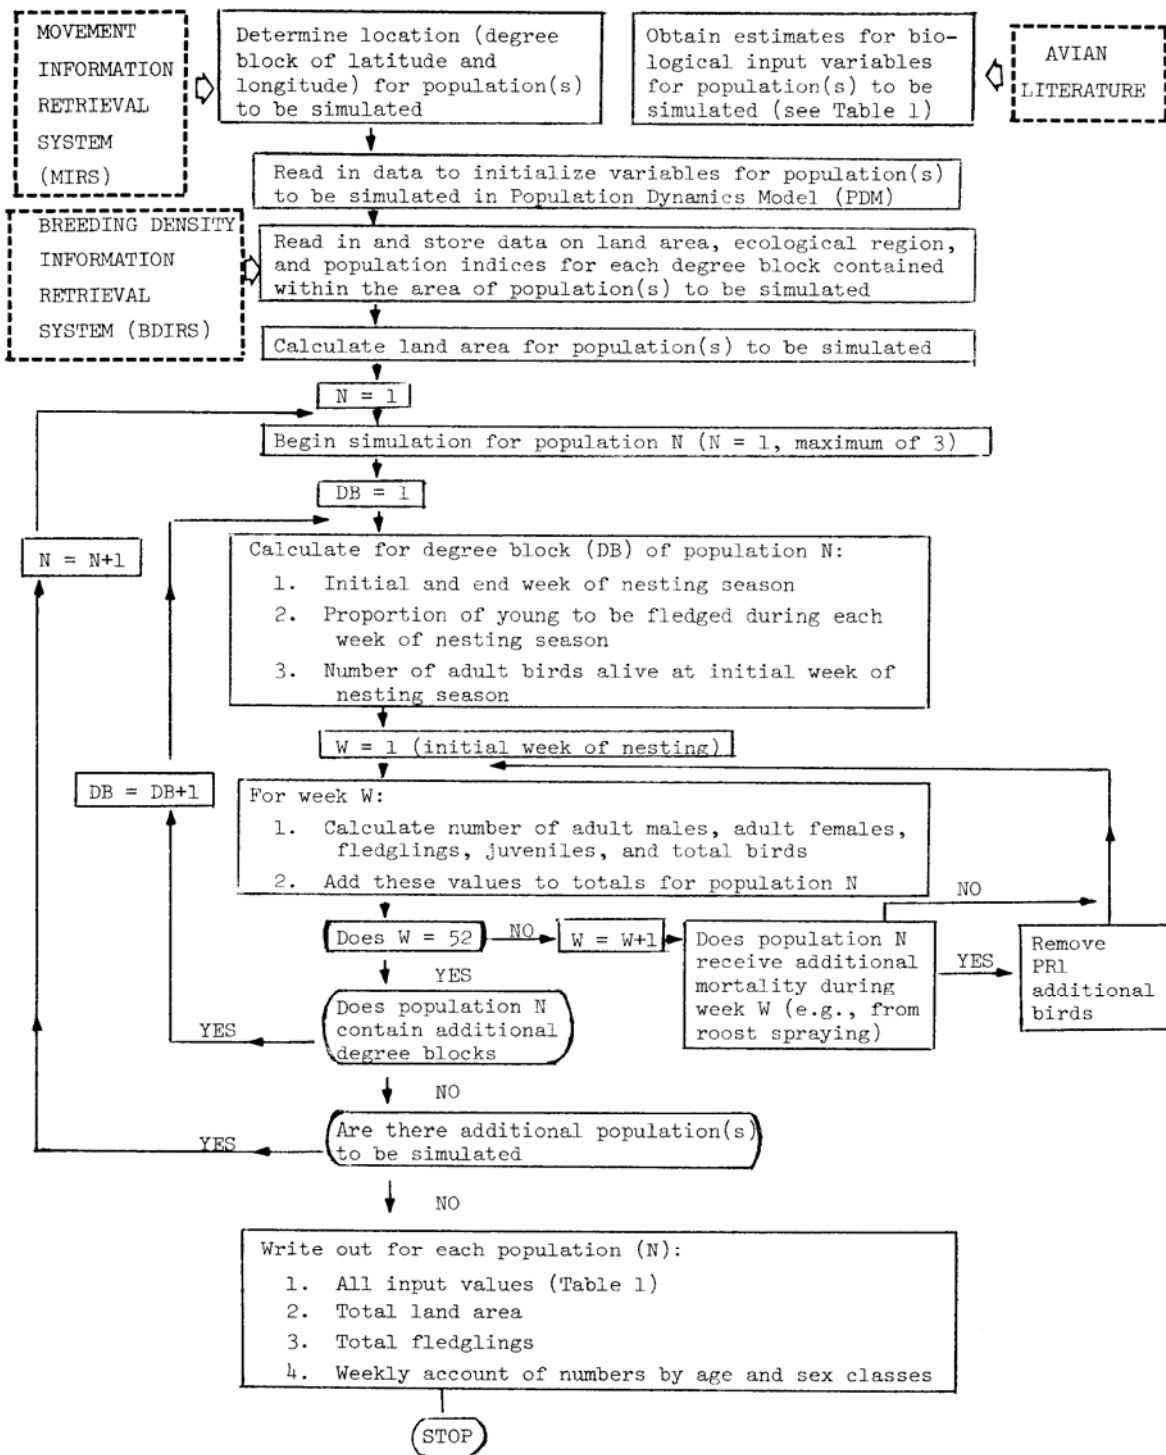 MOVEMENT
INFORMATION
RETRIEVAL
SYSTEM
(MIRS)
Determine location (degree
block of latitude and
longitude) for population(s)
to be simulated
Obtain estimates for bio-
logical input variables
for population(s) to be
simulated (see Table 1)
AVIAN
LITERATURE
Read in data to initialize variables for population(s)
to be simulated in Population Dynamics Model (PDM)
BREEDING DENSITY
INFORMATION
RETRIEVAL
SYSTEM (BDIRS)
Read in and store data on land area, ecological region,
and population indices for each degree block contained
within the area of population(s) to be simulated
Calculate land area for population(s) to be simulated
N = 1
Begin simulation for population N (N = 1, maximum of 3)
DB = 1
N = N+1
Calculate for degree block (DB) of population N:
1. Initial and end week of nesting season
2. Proportion of young to be fledged during each
week of nesting season
3. Number of adult birds alive at initial week of
nesting season
W = 1 (initial week of nesting)
DB = DB+1
For week W:
1. Calculate number of adult males, adult females,
fledglings, juveniles, and total birds
2. Add these values to totals for population N
NO
Does W = 52
NO
W = W+1
Does population N
receive additional
mortality during
week W (e.g., from
roost spraying)
YES
Remove
PR1
additional
birds
YES
Does population N
contain additional
degree blocks
YES
NO
Are there additional population(s)
to be simulated
YES
NO
Write out for each population (N):
1. All input values (Table 1)
2. Total land area
3. Total fledglings
4. Weekly account of numbers by age and sex classes
STOP